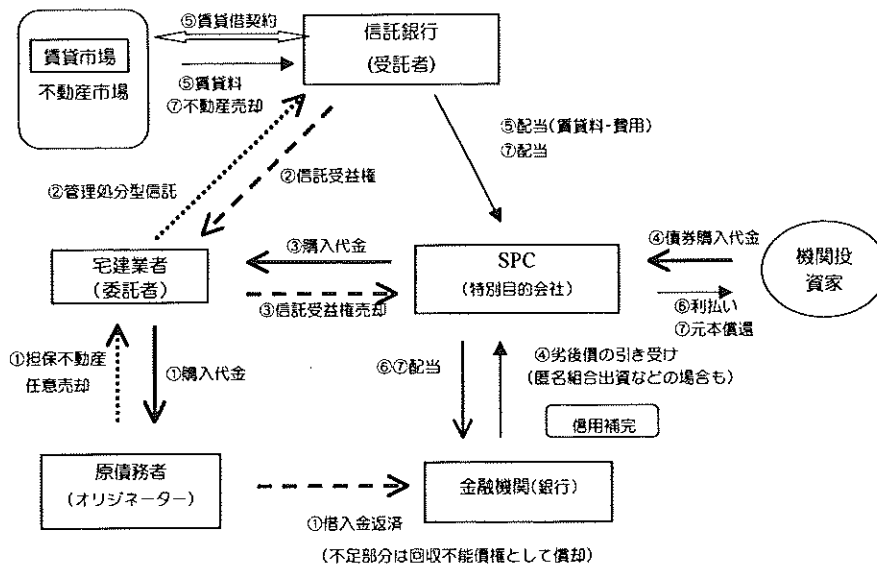 ⑤賃貸借契約
信託銀行
(受託者)
賃貸市場
不動産市場
⑤賃貸料
⑦不動産売却
⑤配当(賃貸料-費用)
⑦配当
②管理処分型信託
②信託受益権
宅建業者
(委託者)
③購入代金
③信託受益権売却
SPC
(特別目的会社)
④債券購入代金
機関投
資家
⑥利払い
⑦元本償還
①担保不動産
任意売却
①購入代金
⑥⑦配当
④劣後債の引き受け
(匿名組合出資などの場合も)
信用補完
原債務者
(オリジネーター)
①借入金返済
金融機関(銀行)
(不足部分は回収不能債権として償却)